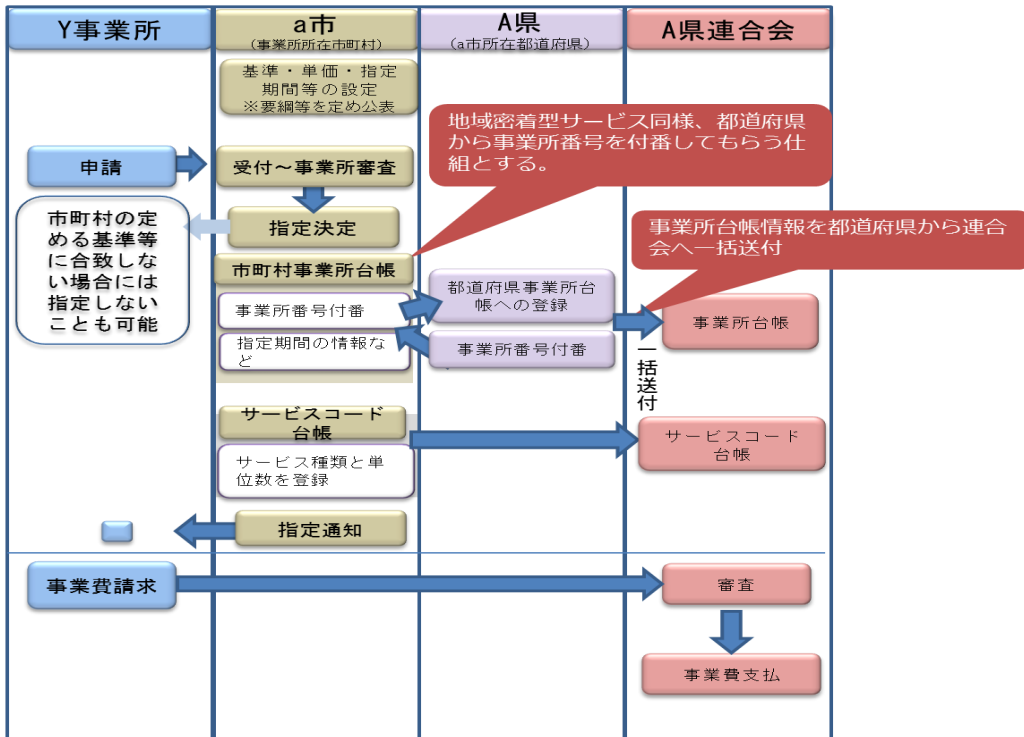 Y事業所
a市
(事業所所在市町村)
A県
(a市所在都道府県)
A県連合会
基準・単価・指定
期間等の設定
※要綱等を定め公表
地域密着型サービス同様、都道府県
から事業所番号を付番してもらう仕
組とする。
申請
受付～事業所審査
市町村の定
める基準等
に合致しな
い場合には
指定しない
ことも可能
指定決定
事業所台帳情報を都道府県から連合
会へ一括送付
市町村事業所台帳
事業所番号付番
指定期間の情報な
ど
都道府県事業所台
帳への登録
事業所番号付番
事業所台帳
一括送付
サービスコード
台帳
サービス種類と単
位数を登録
サービスコード
台帳
指定通知
事業費請求
審査
事業費支払